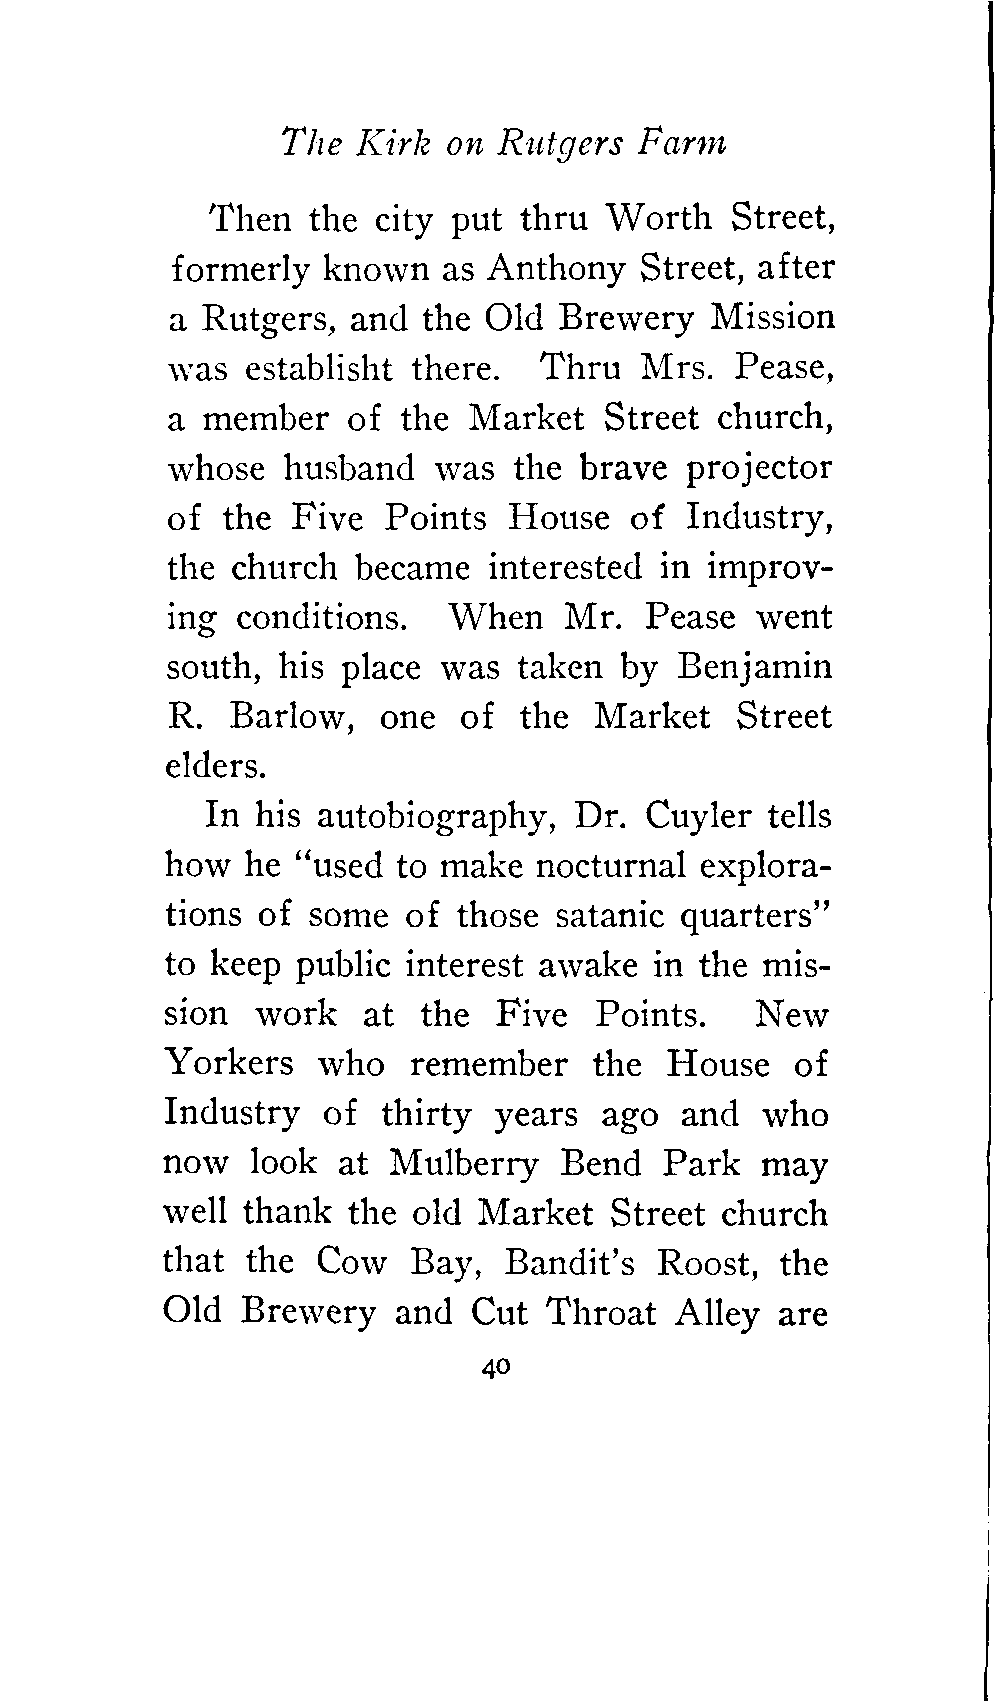 The Kirk on Rutgers Farm
Then the city put thru Worth Street,
formerly known as Anthony Street, after
a Rutgers, and the Old Brewery Mission
was establisht there. Thru Mrs. Pease,
a member of the Market Street church,
whose husband was the brave projector
of the Five Points House of Industry,
the church became interested in improv-
ing conditions. When Mr. Pease went
south, his place was taken by Benjamin
R. Barlow, one of the Market Street
elders.
In his autobiography, Dr. Cuyler tells
how he "used to make nocturnal explora-
tions of some of those satanic quarters"
to keep public interest awake in the mis-
sion work at the Five Points. New
Yorkers who remember the House of
Industry of thirty years ago and who
now look at Mulberry Bend Park may
well thank the old Market Street church
that the Cow Bay, Bandit's Roost, the
Old Brewery and Cut Throat Alley are
40